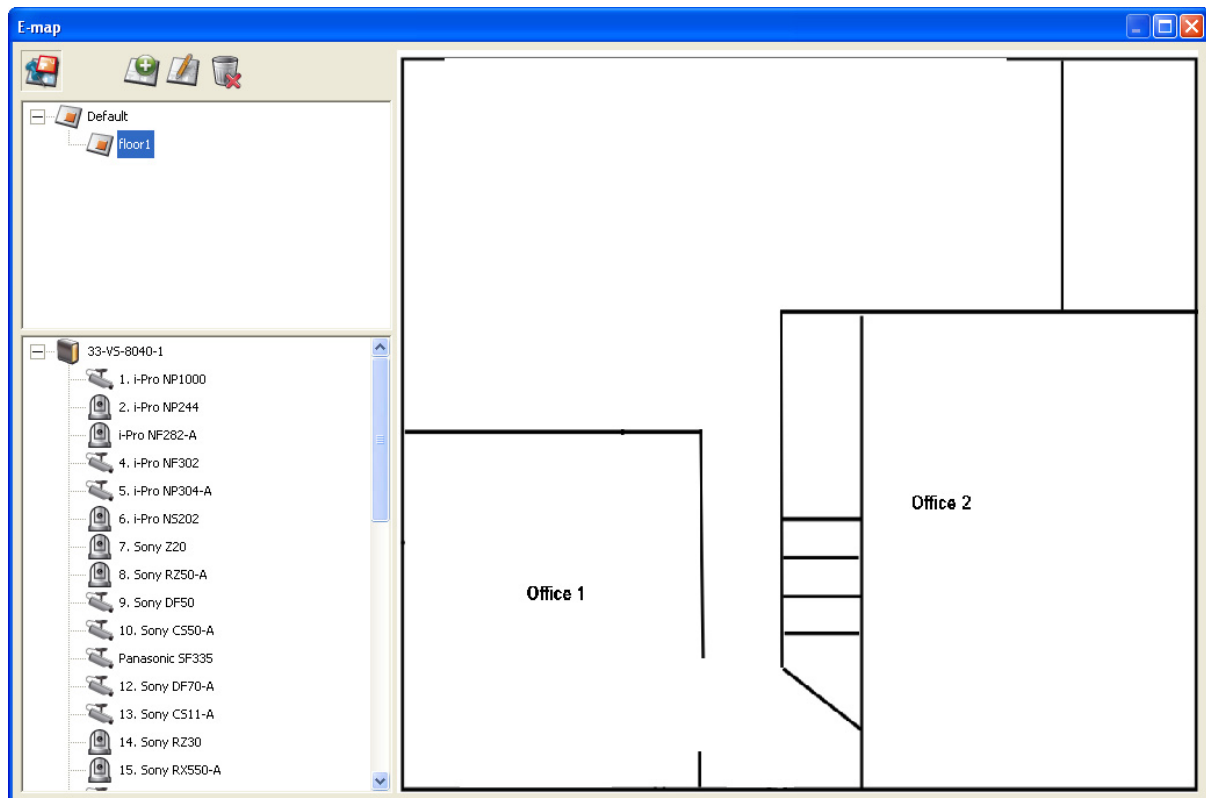 E-map
Default
floor1
33-VS-8040-1
1. i-Pro NP1000
2. i-Pro NP244
i-Pro NF282-A
4. i-Pro NF302
5. i-Pro NP304-A
6. i-Pro NS202
7. Sony Z20
8. Sony RZ50-A
9. Sony DF50
10. Sony CS50-A
Panasonic SF335
12. Sony DF70-A
13. Sony CS11-A
14. Sony RZ30
15. Sony RX550-A
Office 1
Office 2